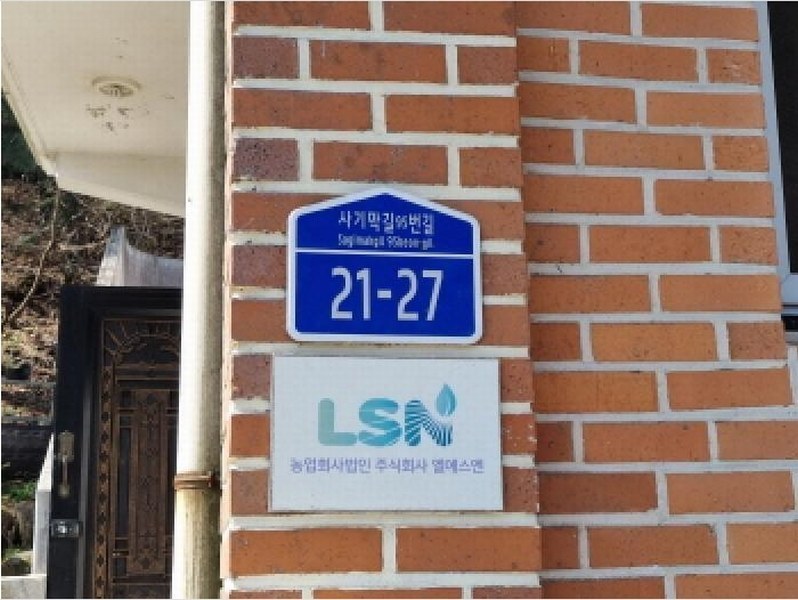 사기막길95번길
Sagimakgil 95beon-gil
21-27
LSN
농업회사법인 주식회사 엘에스엔